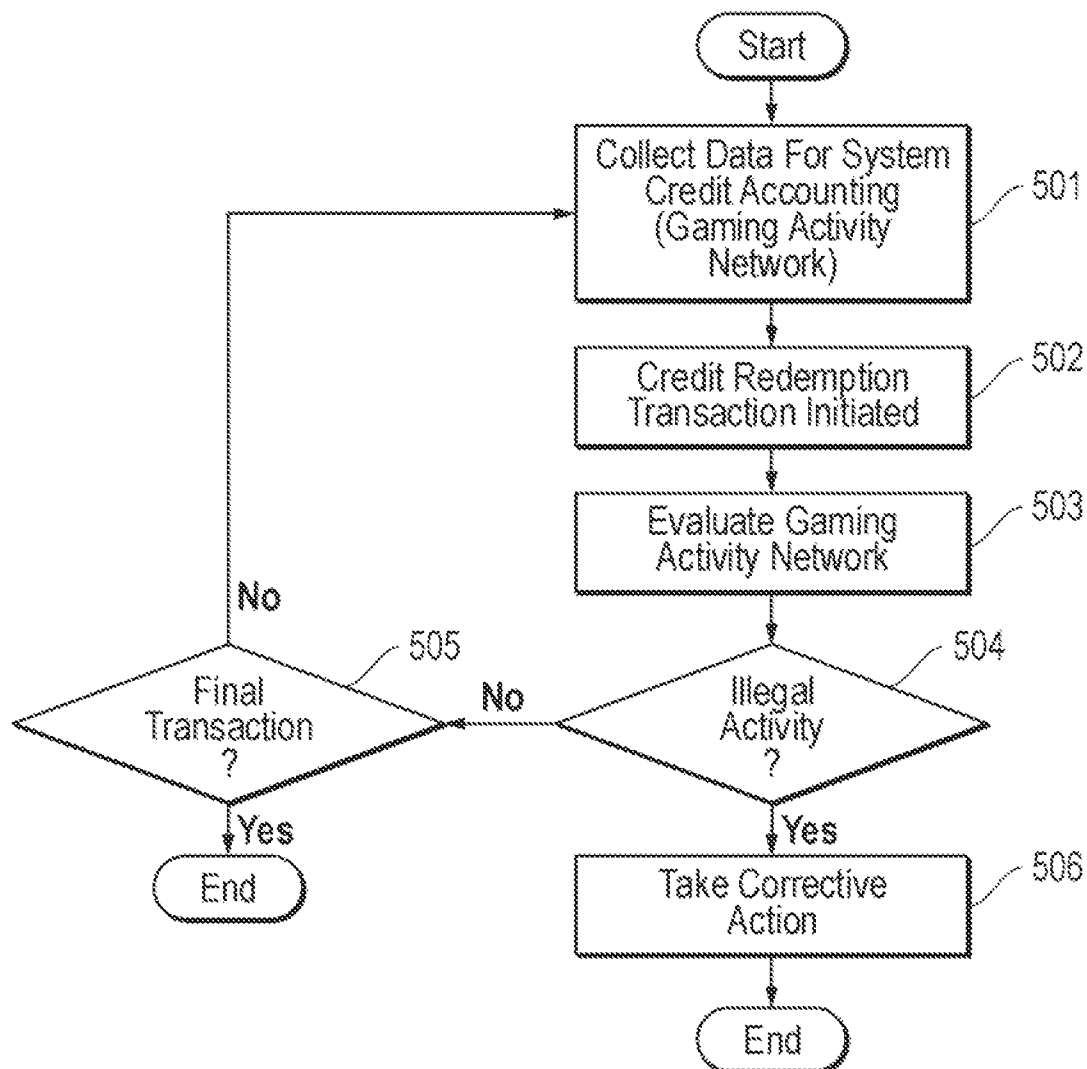 Start
Collect Data For System
Credit Accounting
(Gaming Activity
Network)
501
Credit Redemption
Transaction Initiated
502
Evaluate Gaming
Activity Network
503
No
505
Final
Transaction
?
No
504
Illegal
Activity
?
Yes
End
Yes
Take Corrective
Action
506
End